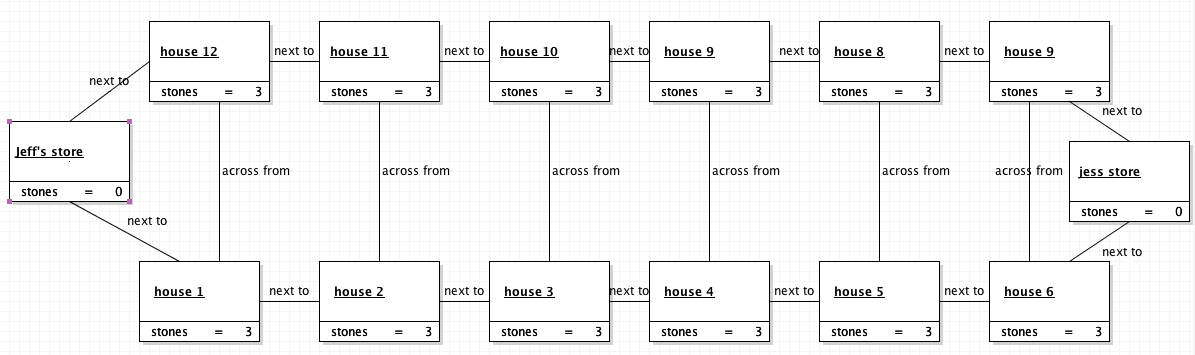 house 12
stones = 3
next to
house 11
stones = 3
next to
house 10
stones = 3
next to
house 9
stones = 3
next to
house 8
stones = 3
next to
house 9
stones = 3
next to
next to
Jeff's store
stones = 0
across from
across from
across from
across from
across from
across from
jess store
stones = 0
next to
next to
house 1
stones = 3
next to
house 2
stones = 3
next to
house 3
stones = 3
next to
house 4
stones = 3
next to
house 5
stones = 3
next to
house 6
stones = 3